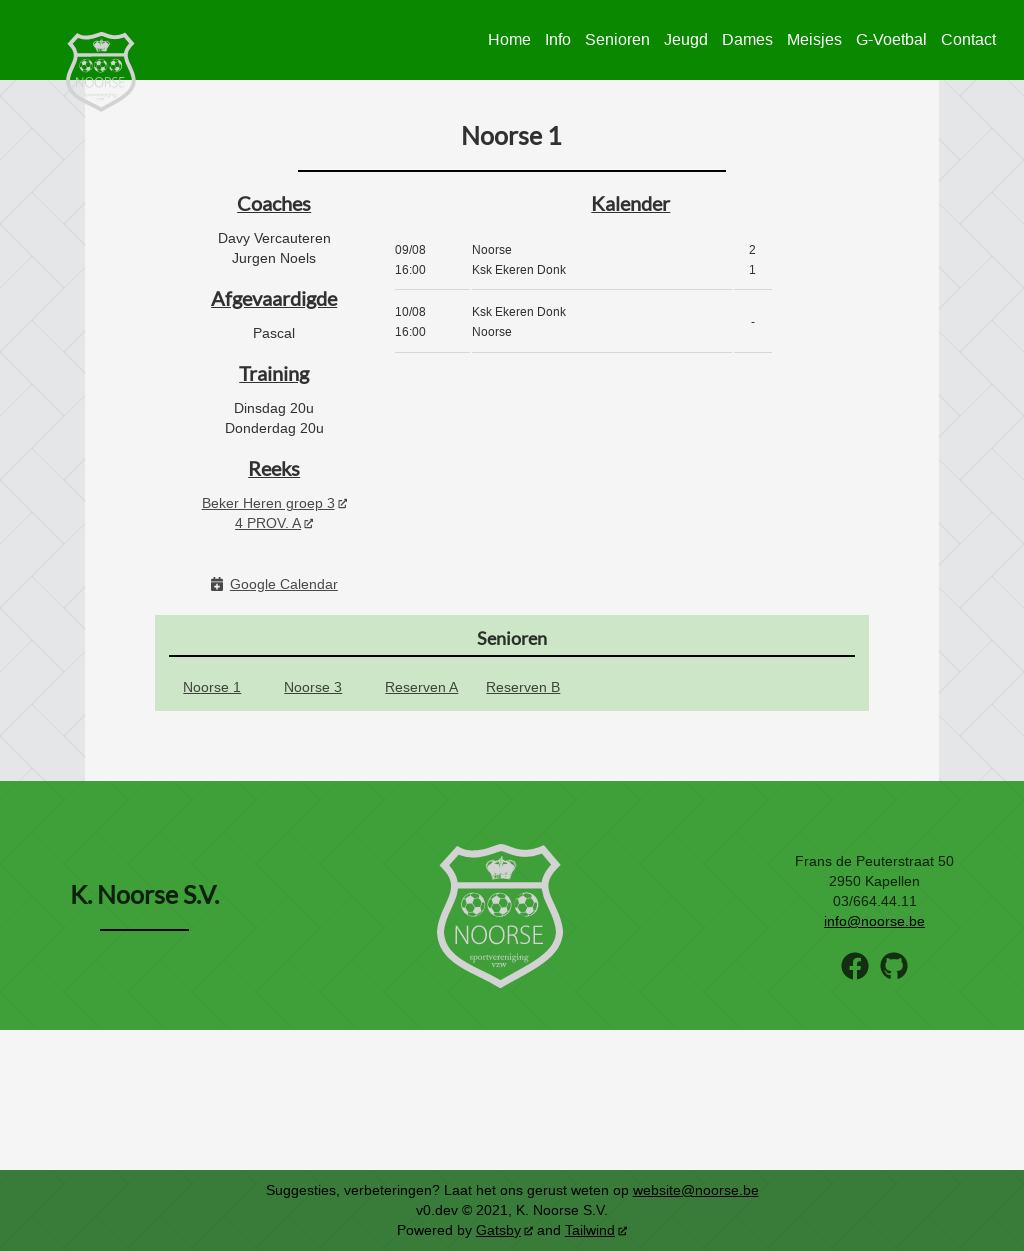 NOORSE
sportvereniging
vzw
Home Info Senioren Jeugd Dames Meisjes G-Voetbal Contact
Noorse 1
Coaches
Davy Vercauteren
Jurgen Noels
Afgevaardigde
Pascal
Training
Dinsdag 20u
Donderdag 20u
Reeks
Beker Heren groep 3
4 PROV. A
Google Calendar
Kalender
09/08 Noorse 2
16:00 Ksk Ekeren Donk 1
10/08 Ksk Ekeren Donk
-
16:00 Noorse
Senioren
Noorse 1 Noorse 3 Reserven A Reserven B
K. Noorse S.V.
NOORSE
sportvereniging
vzw
Frans de Peuterstraat 50
2950 Kapellen
03/664.44.11
info@noorse.be
Suggesties, verbeteringen? Laat het ons gerust weten op website@noorse.be
v0.dev © 2021, K. Noorse S.V.
Powered by Gatsby and Tailwind